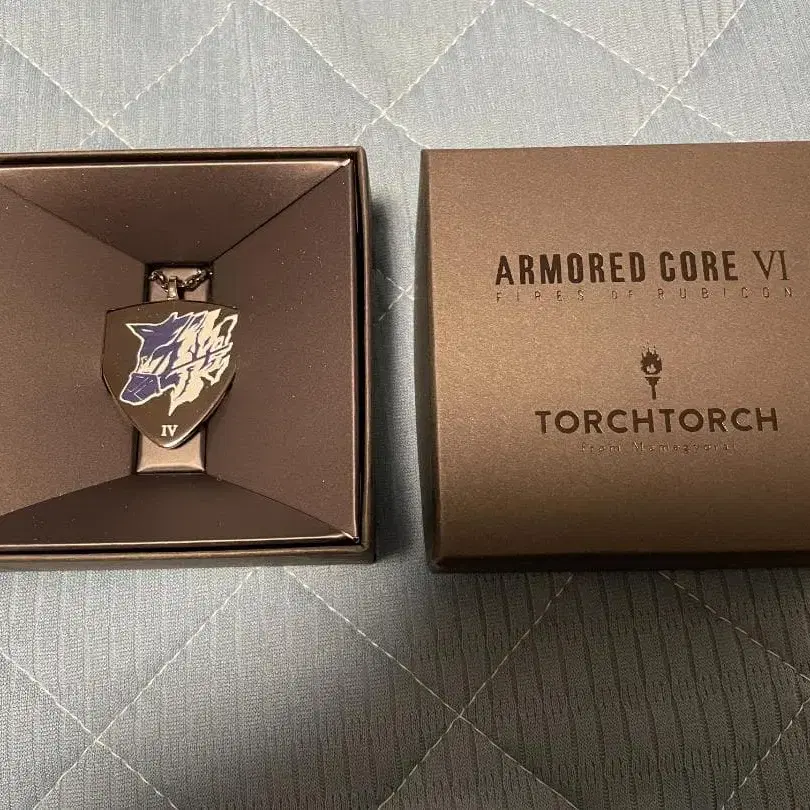 IV
ARMORED CORE VI
FIRES OF RUBICON
TORCHTORCH